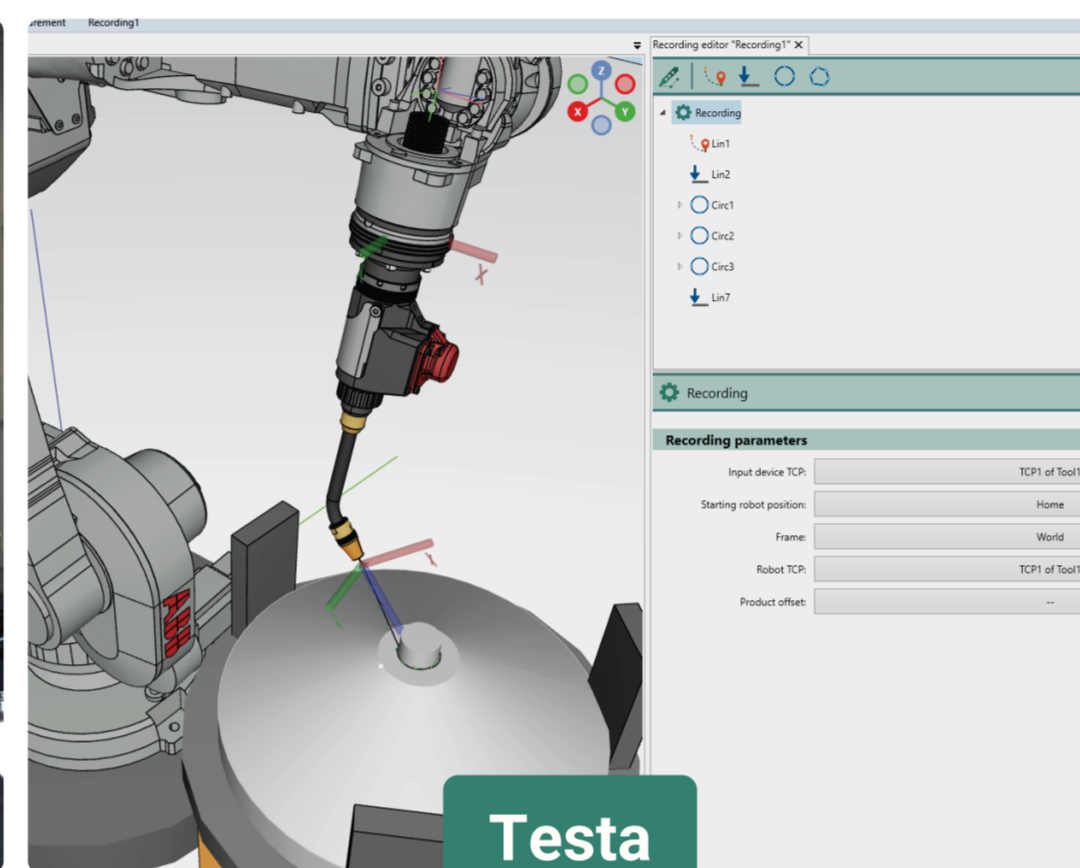 Recording1
Recording editor "Recording1" X
Z
X
Y
Recording
Lin1
Lin2
Circ1
Circ2
Circ3
Lin7
X
X
ABB
Recording
Recording parameters
Input device TCP:
TCP1 of Tool1
Starting robot position:
Home
Frame:
World
Robot TCP:
TCP1 of Tool1
Product offset:
--
Testa